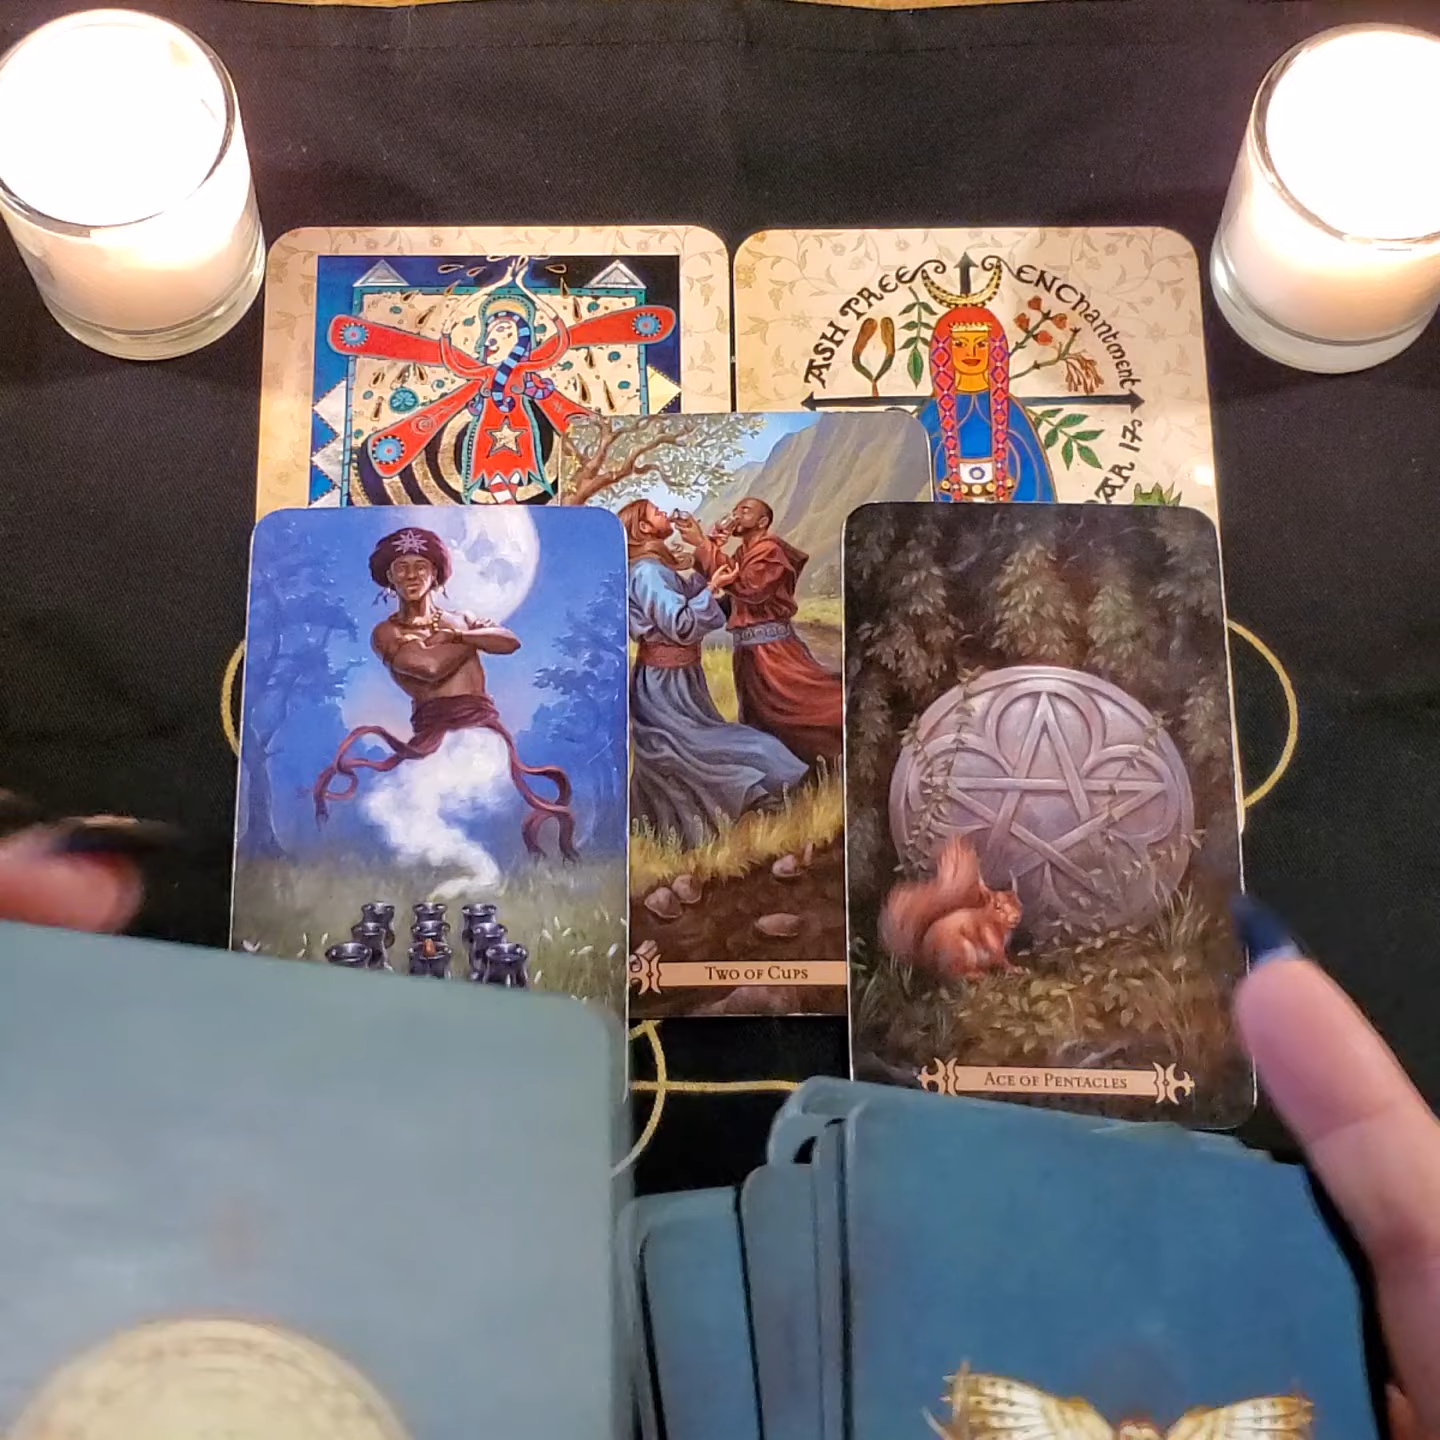 ASH TREE ENCHANTMENT
TWO OF CUPS
ACE OF PENTACLES